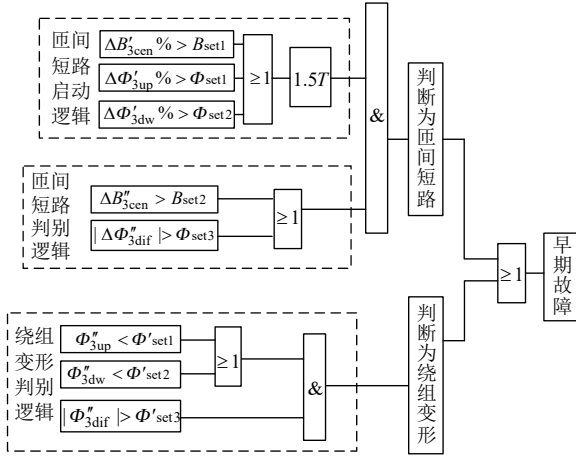 匝间
短路
启动
逻辑
ΔB′3cen % > Bset1
ΔΦ′3up % > Φset1
ΔΦ′3dw % > Φset2
≥1
1.5T
&
判断为匝间短路
匝间
短路
判别
逻辑
ΔB″3cen > Bset2
| ΔΦ″3dif | > Φset3
≥1
≥1
早期故障
绕组
变形
判别
逻辑
Φ″3up < Φ′set1
Φ″3dw < Φ′set2
|Φ″3dif | > Φ′set3
≥1
&
判断为绕组变形